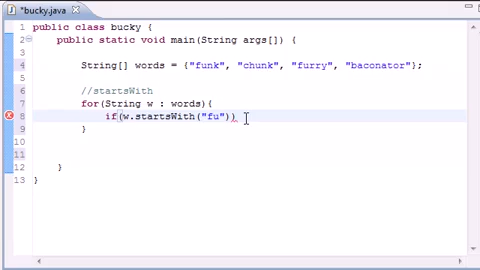 *bucky.java
1 public class bucky {
2 public static void main(String args[]) {
3
4 String[] words = {"funk", "chunk", "furry", "baconator"};
5
6 //startsWith
7 for(String w : words){
8 if(w.startsWith("fu"))
9 }
10
11
12 }
13 }